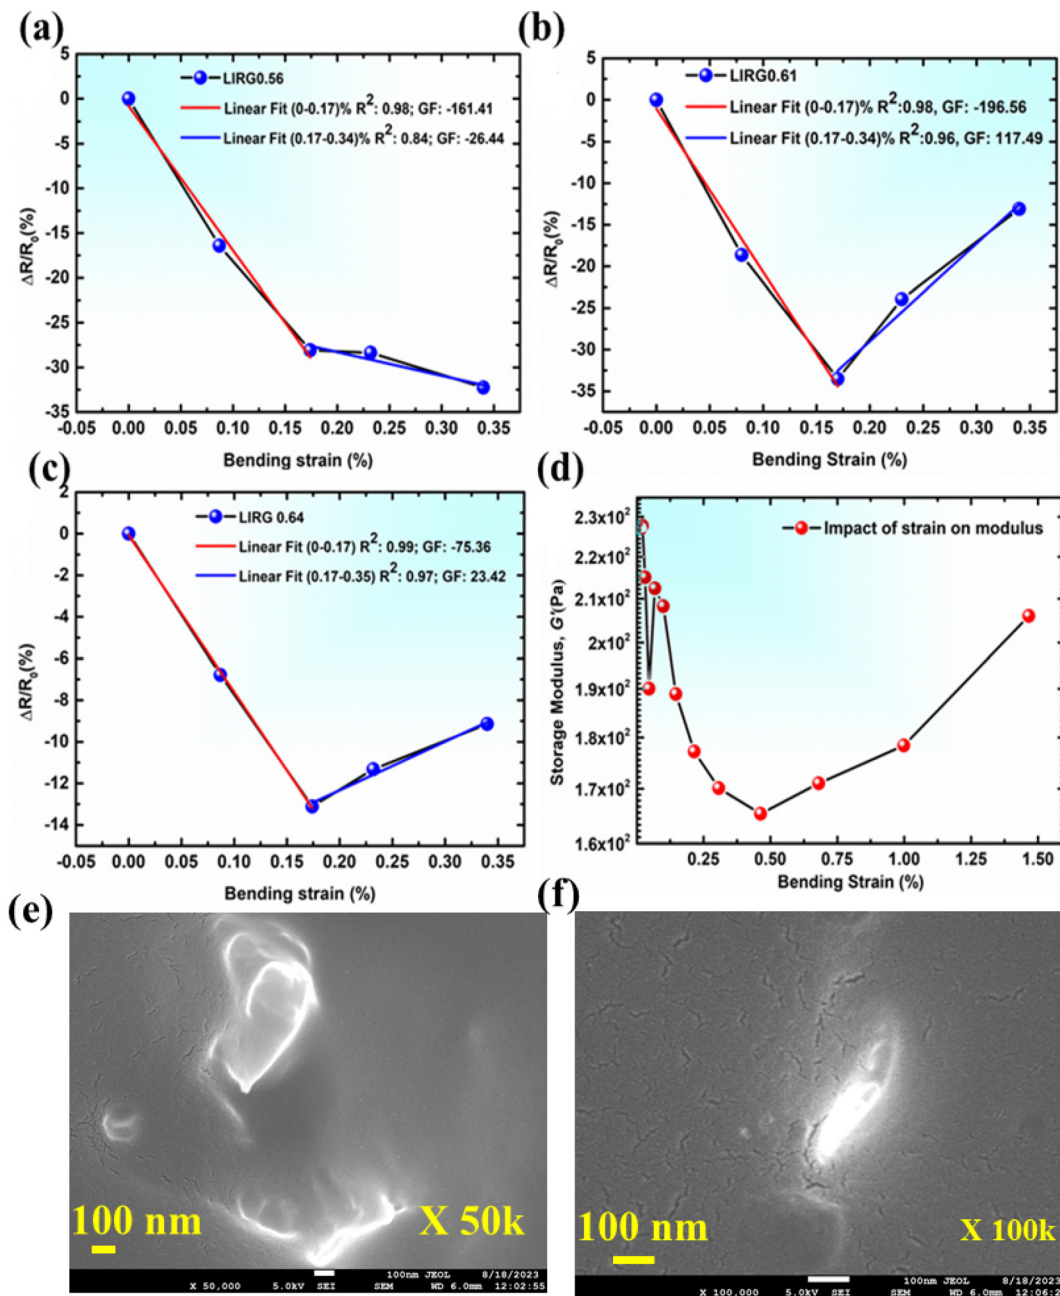 (a)
5
0
-5
-10
-15
-20
-25
-30
-35
LIRG0.56
Linear Fit (0-0.17)% R²: 0.98; GF: -161.41
Linear Fit (0.17-0.34)% R²: 0.84; GF: -26.44
-0.05 0.00 0.05 0.10 0.15 0.20 0.25 0.30 0.35
Bending strain (%)
ΔR/R₀(%)
(b)
5
0
-5
-10
-15
-20
-25
-30
-35
LIRG0.61
Linear Fit (0-0.17)% R²:0.98, GF: -196.56
Linear Fit (0.17-0.34)% R²:0.96, GF: 117.49
-0.05 0.00 0.05 0.10 0.15 0.20 0.25 0.30 0.35
Bending Strain (%)
ΔR/R₀(%)
(c)
2
0
-2
-4
-6
-8
-10
-12
-14
LIRG 0.64
Linear Fit (0-0.17) R²: 0.99; GF: -75.36
Linear Fit (0.17-0.35) R²: 0.97; GF: 23.42
-0.05 0.00 0.05 0.10 0.15 0.20 0.25 0.30 0.35
Bending strain (%)
ΔR/R₀(%)
(d)
2.3x10²
2.2x10²
2.1x10²
2.0x10²
1.9x10²
1.8x10²
1.7x10²
1.6x10²
Impact of strain on modulus
0.25 0.50 0.75 1.00 1.25 1.50
Bending Strain (%)
Storage Modulus, G'(Pa)
(e)
100 nm
X 50k
100nm JEOL 8/18/2023
X 50,000 5.0kV SEI SEM WD 6.0mm 12:02:55
(f)
100 nm
X 100k
100nm JEOL 8/18/2023
X 100,000 5.0kV SEI SEM WD 6.0mm